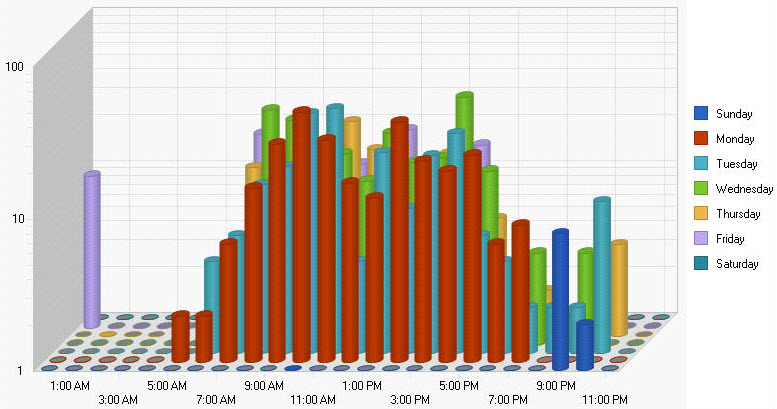 100
10
1
1:00 AM 5:00 AM 9:00 AM 1:00 PM 5:00 PM 9:00 PM
3:00 AM 7:00 AM 11:00 AM 3:00 PM 7:00 PM 11:00 PM
Sunday
Monday
Tuesday
Wednesday
Thursday
Friday
Saturday